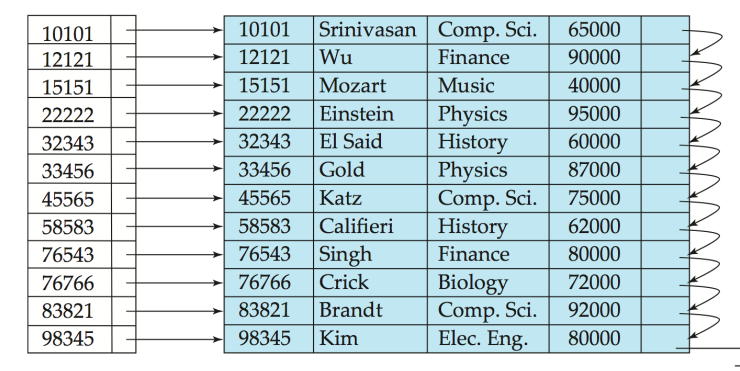 10101 10101 Srinivasan Comp. Sci. 65000
12121 12121 Wu Finance 90000
15151 15151 Mozart Music 40000
22222 22222 Einstein Physics 95000
32343 32343 El Said History 60000
33456 33456 Gold Physics 87000
45565 45565 Katz Comp. Sci. 75000
58583 58583 Califieri History 62000
76543 76543 Singh Finance 80000
76766 76766 Crick Biology 72000
83821 83821 Brandt Comp. Sci. 92000
98345 98345 Kim Elec. Eng. 80000